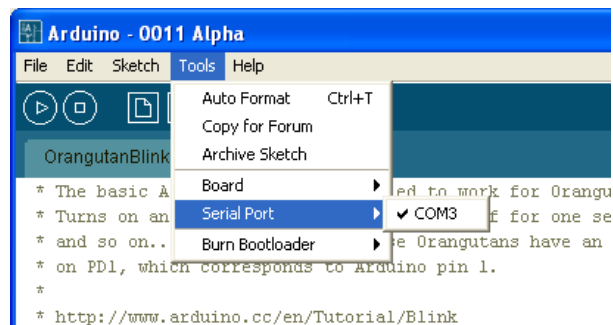 Arduino - 0011 Alpha
File Edit Sketch Tools Help
Auto Format Ctrl+T
Copy for Forum
OrangutanBlink Archive Sketch
* The basic A Board ed to work for Orangu
* Turns on an Serial Port COM3 f for one se
* and so on.. Burn Bootloader se Orangutans have an
* on PD1, which corresponds to Arduino pin 1.
*
* http://www.arduino.cc/en/Tutorial/Blink